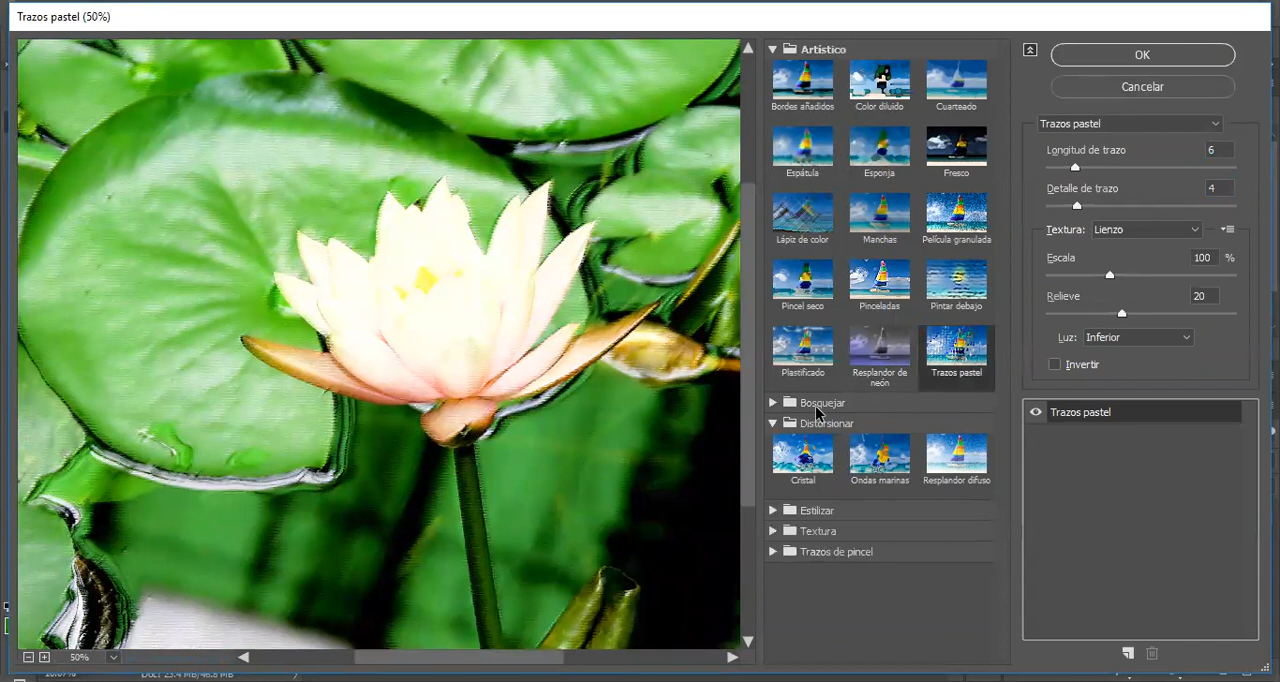 Trazos pastel (50%)
Artístico
Bordes añadidos
Color diluido
Cuarteado
Espátula
Esponja
Fresco
Lápiz de color
Manchas
Película granulada
Pincel seco
Pinceladas
Pintar debajo
Plastificado
Resplandor de
neón
Trazos pastel
Bosquejar
Distorsionar
Cristal
Ondas marinas
Resplandor difuso
Estilizar
Textura
Trazos de pincel
OK
Cancelar
Trazos pastel
Longitud de trazo 6
Detalle de trazo 4
Textura: Lienzo
Escala 100 %
Relieve 20
Luz: Inferior
Invertir
Trazos pastel
50%